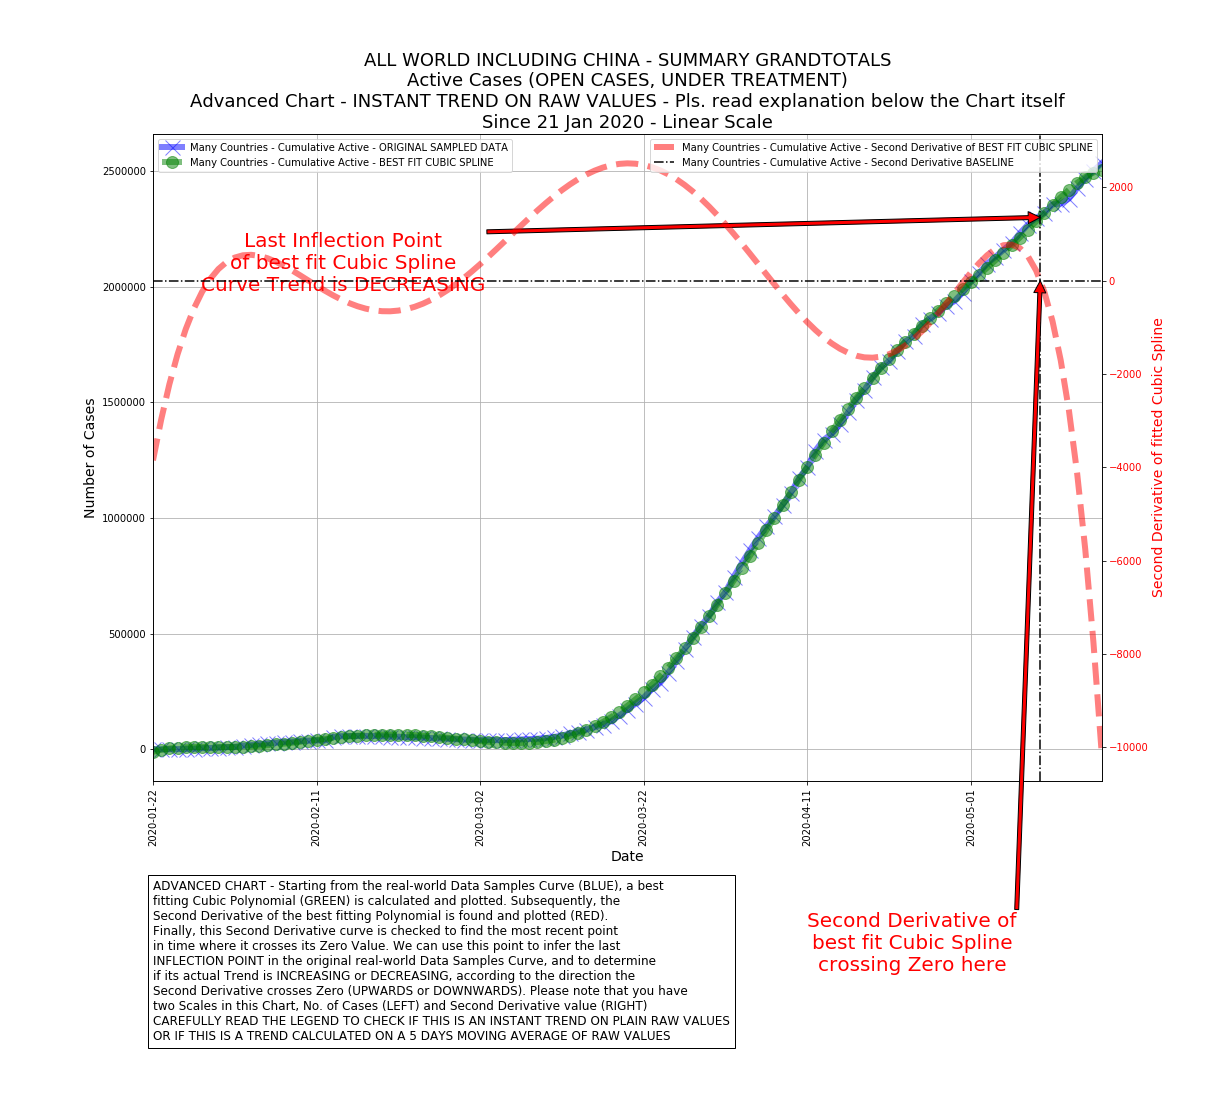 ALL WORLD INCLUDING CHINA - SUMMARY GRANDTOTALS
Active Cases (OPEN CASES, UNDER TREATMENT)
Advanced Chart - INSTANT TREND ON RAW VALUES - Pls. read explanation below the Chart itself
Since 21 Jan 2020 - Linear Scale
Many Countries - Cumulative Active - ORIGINAL SAMPLED DATA
Many Countries - Cumulative Active - BEST FIT CUBIC SPLINE
Many Countries - Cumulative Active - Second Derivative of BEST FIT CUBIC SPLINE
Many Countries - Cumulative Active - Second Derivative BASELINE
Last Inflection Point
of best fit Cubic Spline
Curve Trend is DECREASING
Number of Cases
2500000
2000000
1500000
1000000
500000
0
2000
0
−2000
−4000
−6000
−8000
−10000
Second Derivative of fitted Cubic Spline
2020-01-22
2020-02-11
2020-03-02
2020-03-22
2020-04-11
2020-05-01
Date
Second Derivative of
best fit Cubic Spline
crossing Zero here
ADVANCED CHART - Starting from the real-world Data Samples Curve (BLUE), a best
fitting Cubic Polynomial (GREEN) is calculated and plotted. Subsequently, the
Second Derivative of the best fitting Polynomial is found and plotted (RED).
Finally, this Second Derivative curve is checked to find the most recent point
in time where it crosses its Zero Value. We can use this point to infer the last
INFLECTION POINT in the original real-world Data Samples Curve, and to determine
if its actual Trend is INCREASING or DECREASING, according to the direction the
Second Derivative crosses Zero (UPWARDS or DOWNWARDS). Please note that you have
two Scales in this Chart, No. of Cases (LEFT) and Second Derivative value (RIGHT)
CAREFULLY READ THE LEGEND TO CHECK IF THIS IS AN INSTANT TREND ON PLAIN RAW VALUES
OR IF THIS IS A TREND CALCULATED ON A 5 DAYS MOVING AVERAGE OF RAW VALUES